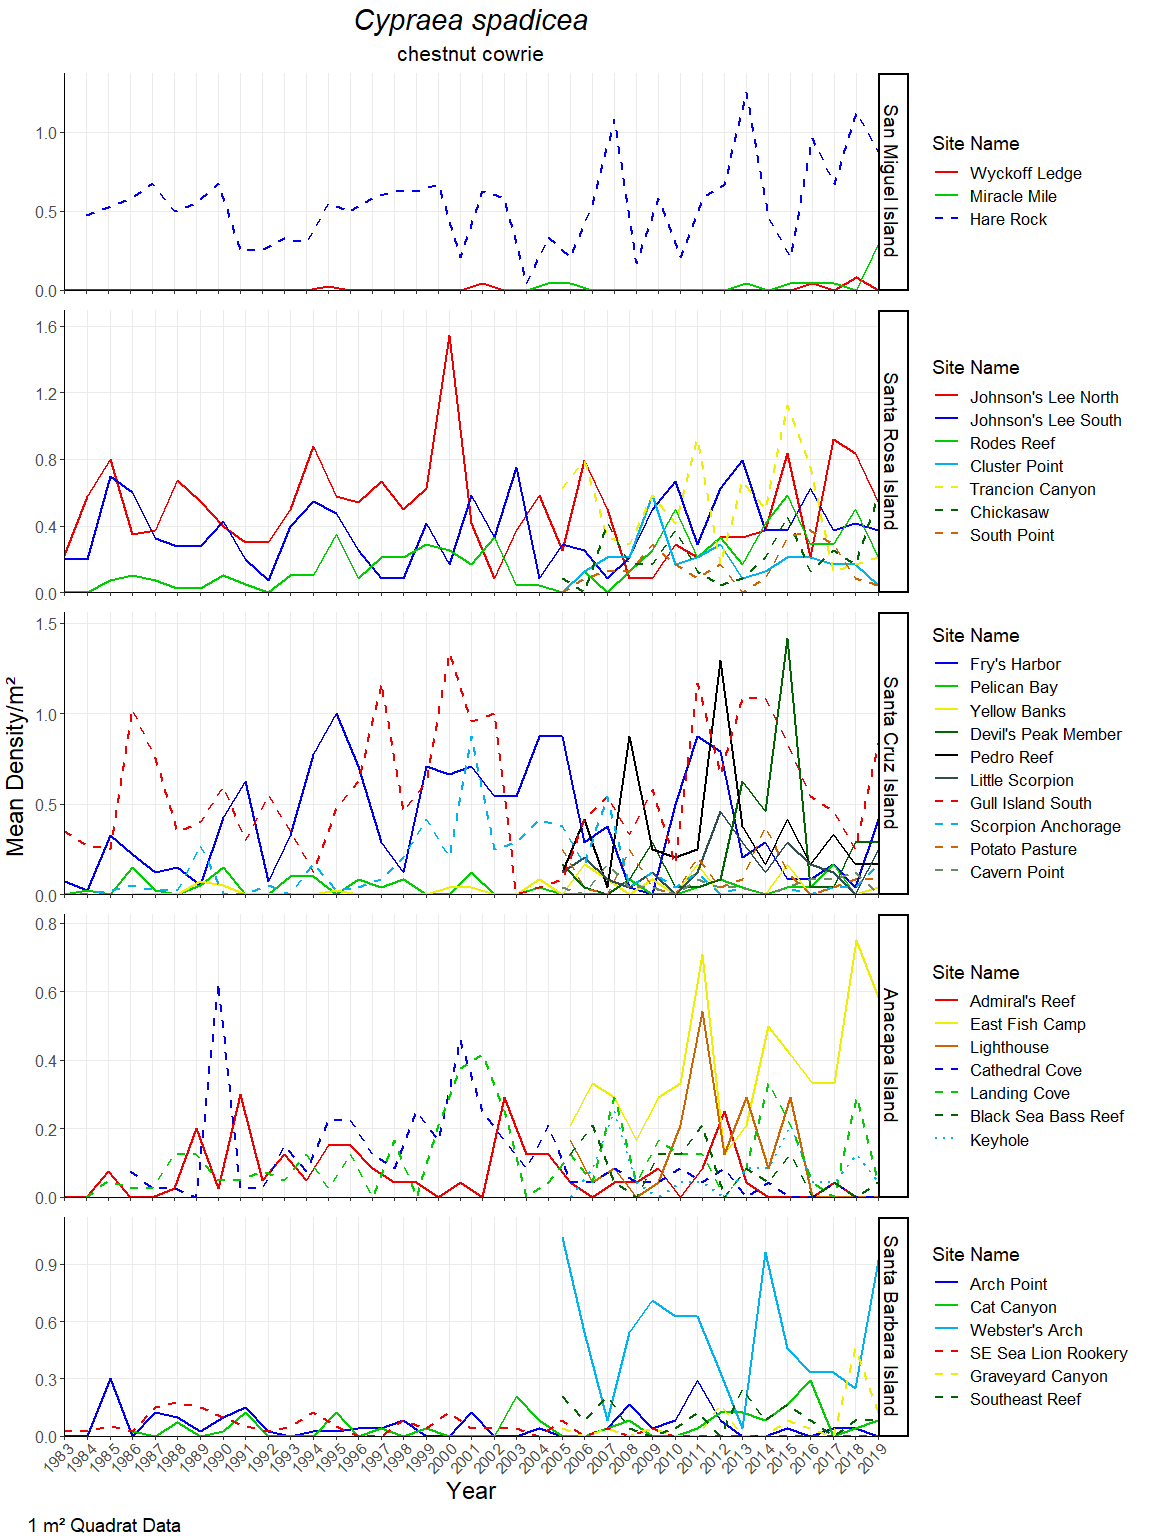 Cypraea spadicea
chestnut cowrie
Mean Density/m²
1.0
0.5
0.0
San Miguel Island
Site Name
Wyckoff Ledge
Miracle Mile
Hare Rock
1.6
1.2
0.8
0.4
0.0
Santa Rosa Island
Site Name
Johnson's Lee North
Johnson's Lee South
Rodes Reef
Cluster Point
Trancion Canyon
Chickasaw
South Point
1.5
1.0
0.5
0.0
Santa Cruz Island
Site Name
Fry's Harbor
Pelican Bay
Yellow Banks
Devil's Peak Member
Pedro Reef
Little Scorpion
Gull Island South
Scorpion Anchorage
Potato Pasture
Cavern Point
0.8
0.6
0.4
0.2
0.0
Anacapa Island
Site Name
Admiral's Reef
East Fish Camp
Lighthouse
Cathedral Cove
Landing Cove
Black Sea Bass Reef
Keyhole
0.9
0.6
0.3
0.0
Santa Barbara Island
Site Name
Arch Point
Cat Canyon
Webster's Arch
SE Sea Lion Rookery
Graveyard Canyon
Southeast Reef
1983 1984 1985 1986 1987 1988 1989 1990 1991 1992 1993 1994 1995 1996 1997 1998 1999 2000 2001 2002 2003 2004 2005 2006 2007 2008 2009 2010 2011 2012 2013 2014 2015 2016 2017 2018 2019
Year
1 m² Quadrat Data